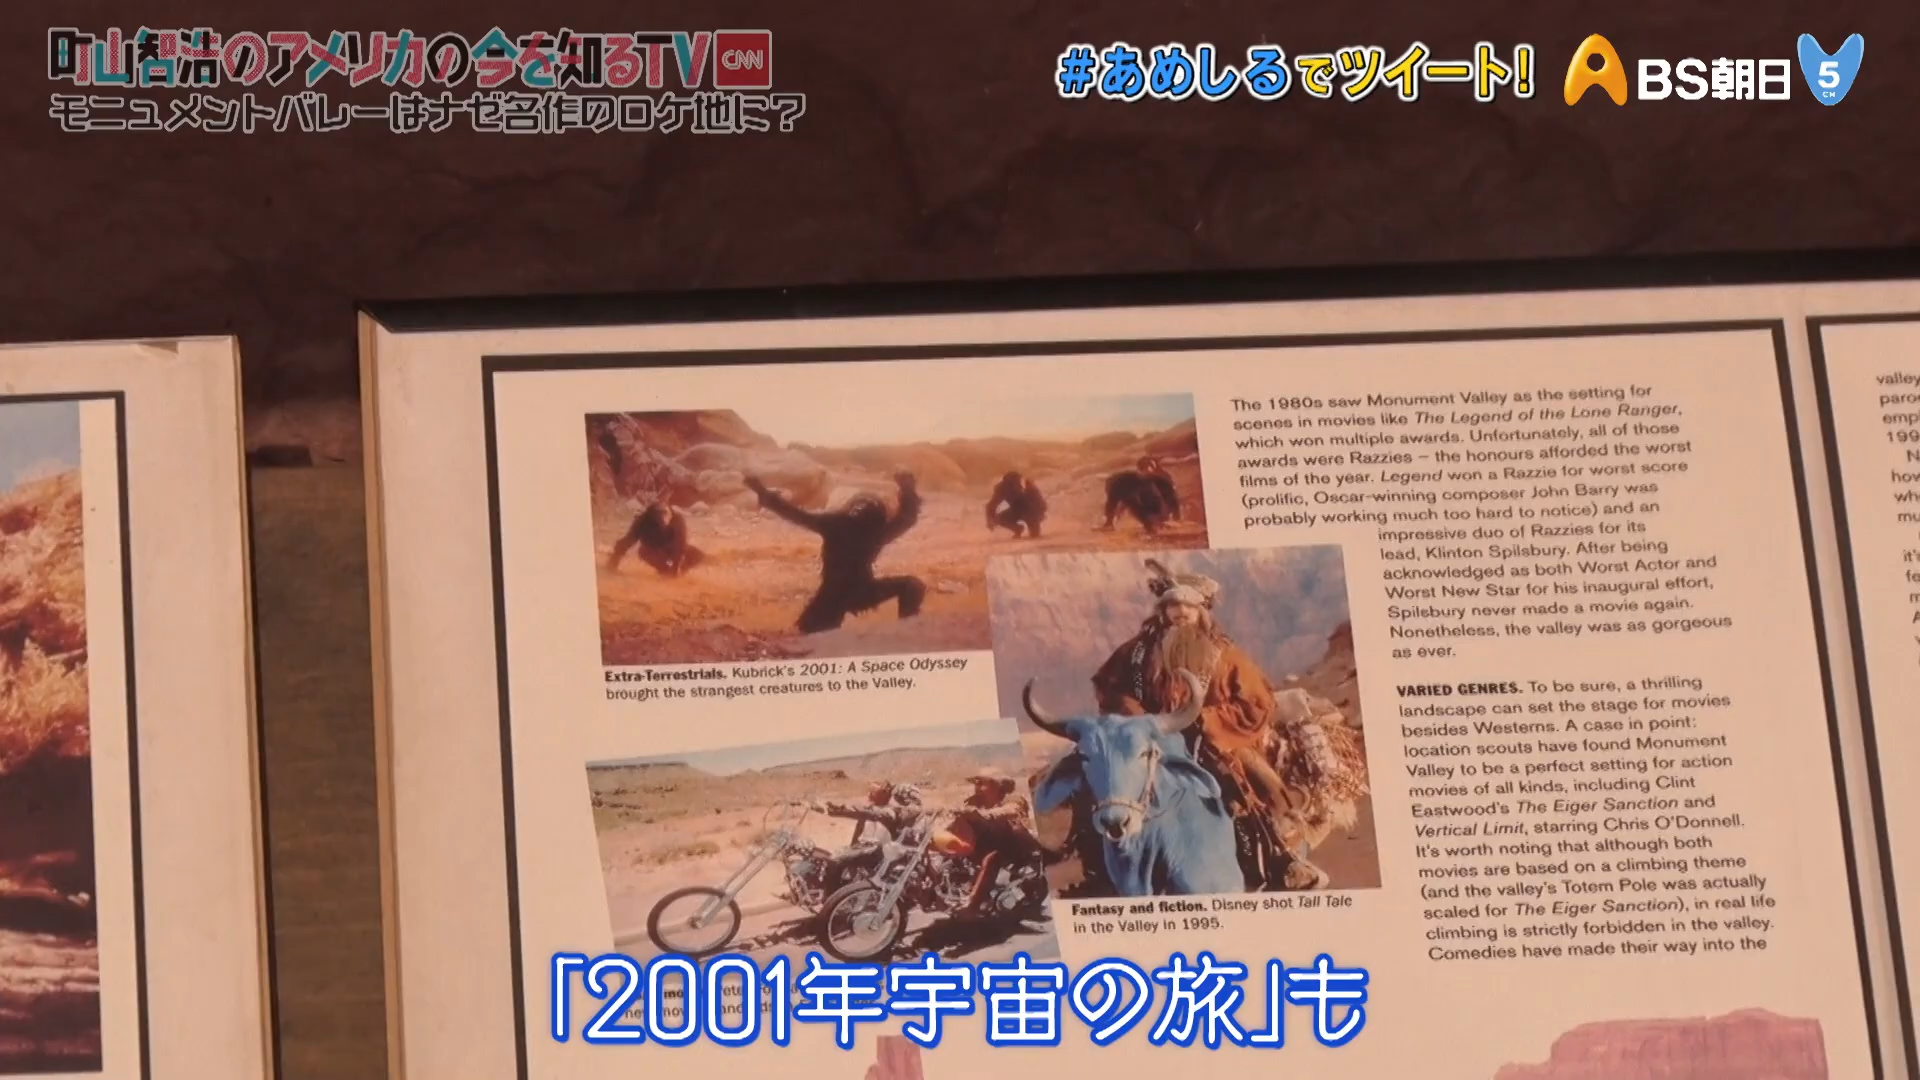 町山智浩のアメリカの今を知るTV CNN
モニュメントバレーはナゼ名作のロケ地に?
#あめしるでツイート!
BS朝日 5
The 1980s saw Monument Valley as the setting for
scenes in movies like The Legend of the Lone Ranger,
which won multiple awards. Unfortunately, all of those
awards were Razzies – the honours afforded the worst
films of the year. Legend won a Razzie for worst score
(prolific, Oscar-winning composer John Barry was
probably working much too hard to notice) and an
impressive duo of Razzies for its
lead, Klinton Spilsbury. After being
acknowledged as both Worst Actor and
Worst New Star for his inaugural effort,
Spilsbury never made a movie again.
Nonetheless, the valley was as gorgeous
as ever.
VARIED GENRES. To be sure, a thrilling
landscape can set the stage for movies
besides Westerns. A case in point:
location scouts have found Monument
Valley to be a perfect setting for action
movies of all kinds, including Clint
Eastwood's The Eiger Sanction and
Vertical Limit, starring Chris O'Donnell.
It's worth noting that although both
movies are based on a climbing theme
(and the valley's Totem Pole was actually
scaled for The Eiger Sanction), in real life
climbing is strictly forbidden in the valley.
Comedies have made their way into the
Extra-Terrestrials. Kubrick's 2001: A Space Odyssey
brought the strangest creatures to the Valley.
Fantasy and fiction. Disney shot Tall Tale
in the Valley in 1995.
valley
「2001年宇宙の旅」も